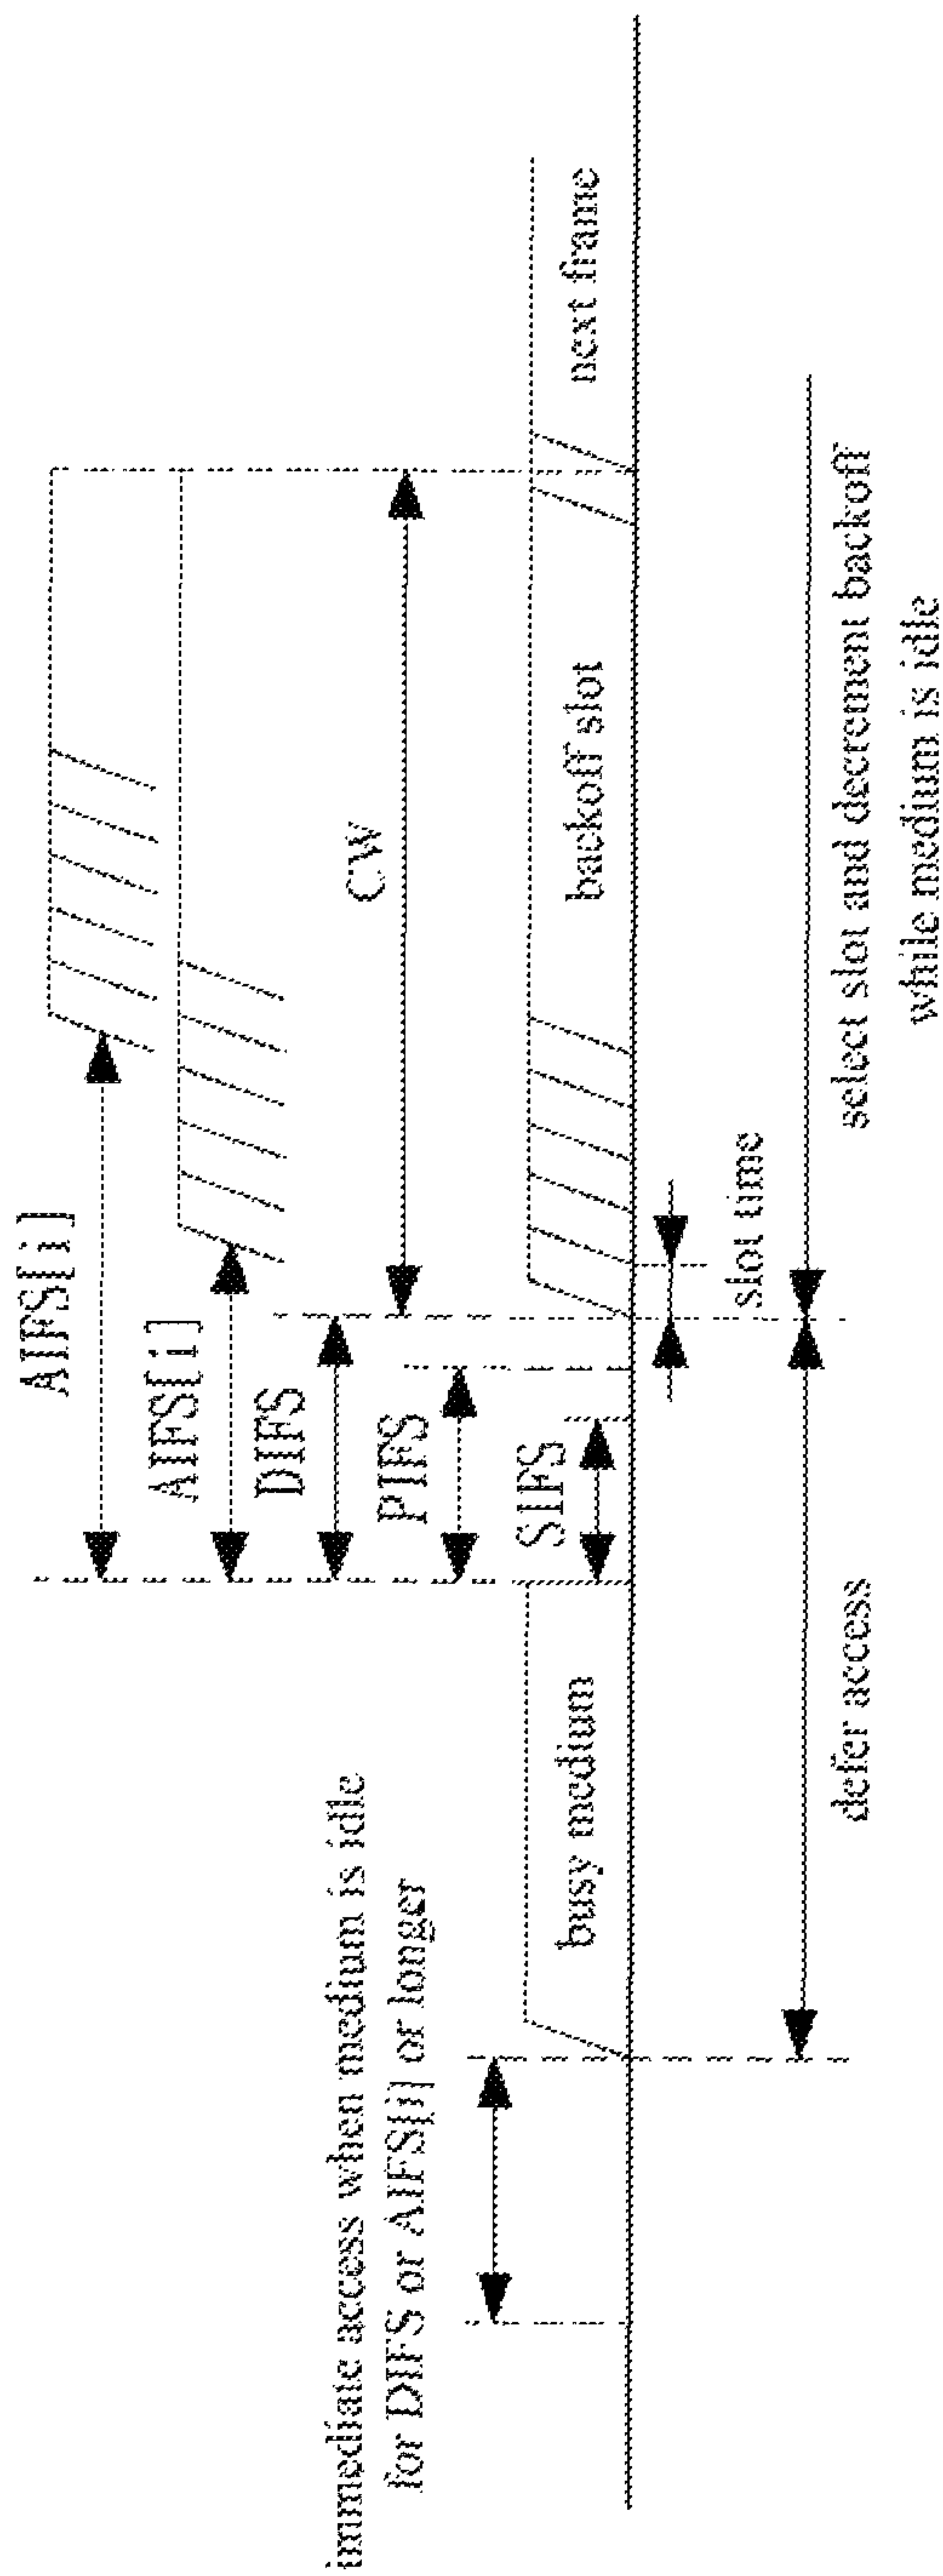 AIFS[i]
AIFS[i]
immediate access when medium is idle
for DIFS or AIFS[i] or longer
DIFS
CW
PIFS
SIFS
busy medium
backoff slot
next frame
slot time
defer access
select slot and decrement backoff
while medium is idle